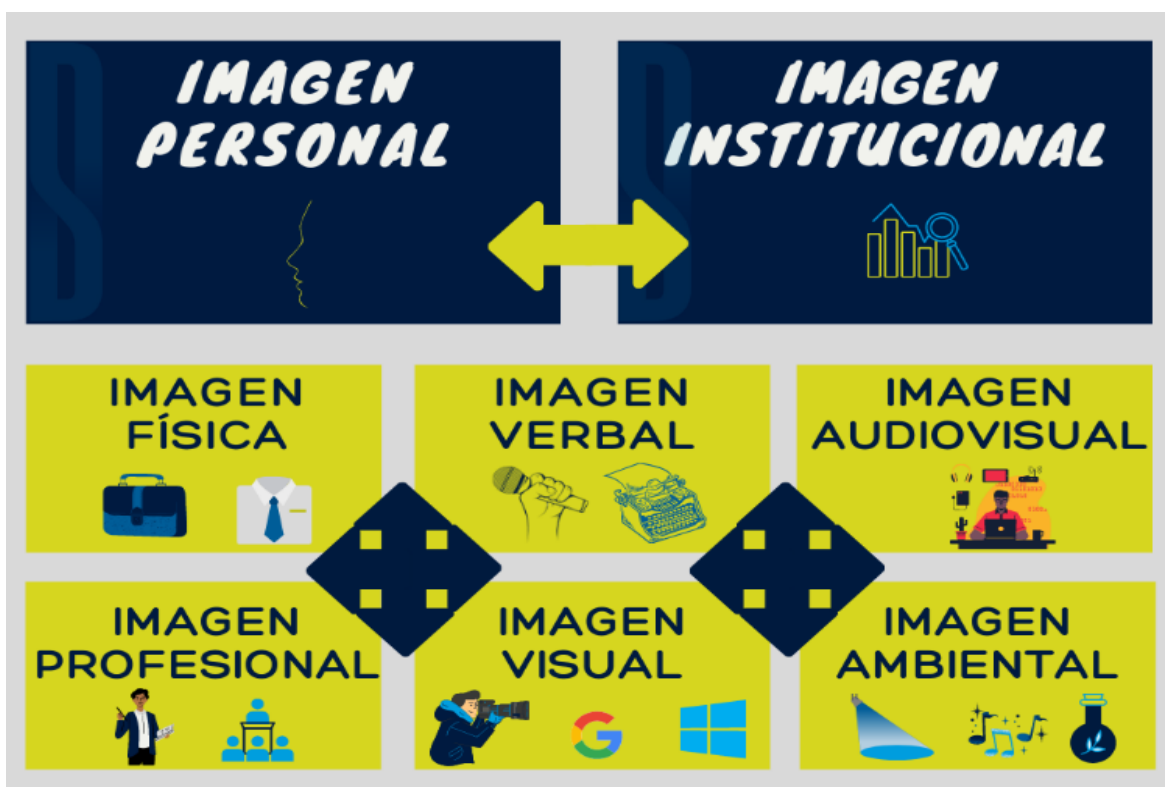 IMAGEN
PERSONAL
IMAGEN
INSTITUCIONAL
IMAGEN
FÍSICA
IMAGEN
VERBAL
IMAGEN
AUDIOVISUAL
IMAGEN
PROFESIONAL
IMAGEN
VISUAL
IMAGEN
AMBIENTAL